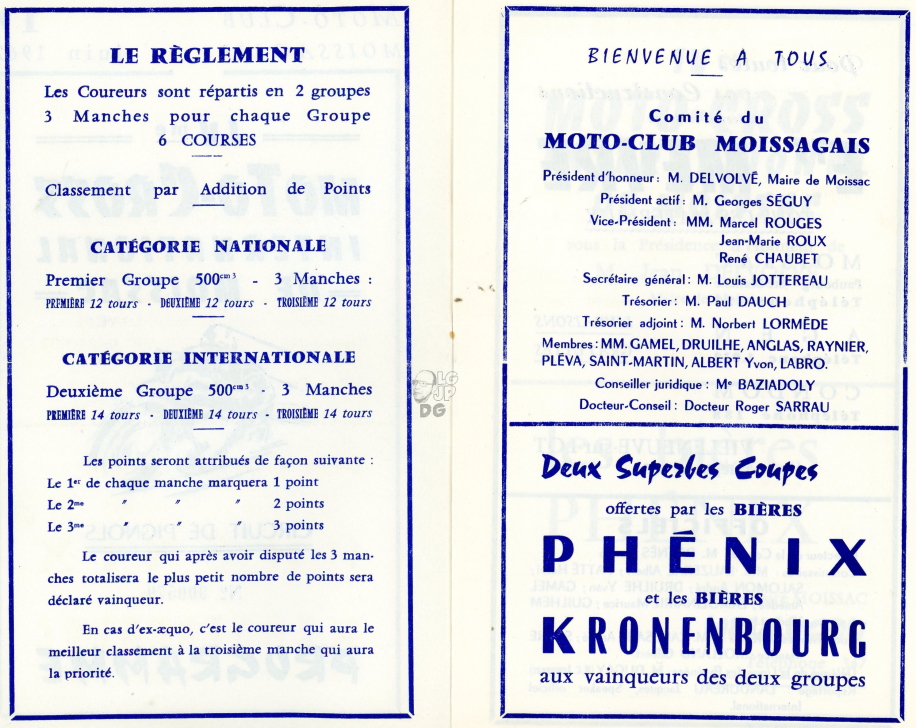 LE RÈGLEMENT
Les Coureurs sont répartis en 2 groupes
3 Manches pour chaque Groupe
6 COURSES
Classement par Addition de Points
CATÉGORIE NATIONALE
Premier Groupe 500cm3 - 3 Manches :
PREMIÈRE 12 tours - DEUXIÈME 12 tours - TROISIÈME 12 tours
CATÉGORIE INTERNATIONALE
Deuxième Groupe 500cm3 - 3 Manches
PREMIÈRE 14 tours - DEUXIÈME 14 tours - TROISIÈME 14 tours
Les points seront attribués de façon suivante :
Le 1er de chaque manche marquera 1 point
Le 2me " " " 2 points
Le 3me " " " 3 points
Le coureur qui après avoir disputé les 3 man-
ches totalisera le plus petit nombre de points sera
déclaré vainqueur.
En cas d'ex-æquo, c'est le coureur qui aura le
meilleur classement à la troisième manche qui aura
la priorité.
LG
JP
DG
BIENVENUE A TOUS
Comité du
MOTO-CLUB MOISSAGAIS
Président d'honneur : M. DELVOLVÉ, Maire de Moissac
Président actif : M. Georges SÉGUY
Vice-Président : MM. Marcel ROUGES
Jean-Marie ROUX
René CHAUBET
Secrétaire général : M. Louis JOTTEREAU
Trésorier : M. Paul DAUCH
Trésorier adjoint : M. Norbert LORMÈDE
Membres : MM. GAMEL, DRUILHE, ANGLAS, RAYNIER,
PLÉVA, SAINT-MARTIN, ALBERT Yvon, LABRO.
Conseiller juridique : Me BAZIADOLY
Docteur-Conseil : Docteur Roger SARRAU
Deux Superbes Coupes
offertes par les BIÈRES
PHÉNIX
et les BIÈRES
KRONENBOURG
aux vainqueurs des deux groupes